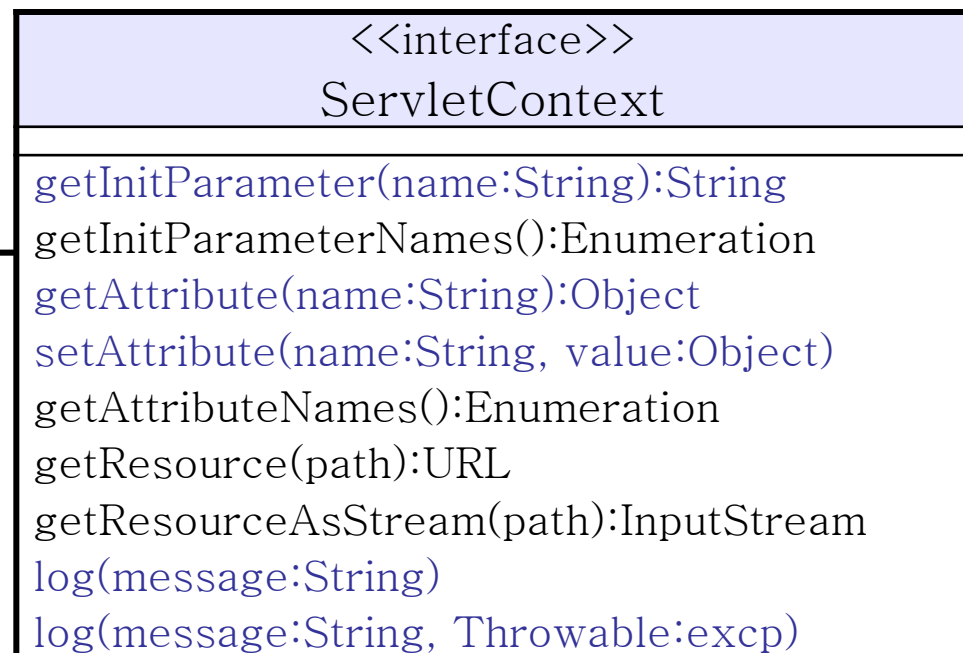 <<interface>>
ServletContext
getInitParameter(name:String):String
getInitParameterNames():Enumeration
getAttribute(name:String):Object
setAttribute(name:String, value:Object)
getAttributeNames():Enumeration
getResource(path):URL
getResourceAsStream(path):InputStream
log(message:String)
log(message:String, Throwable:excp)